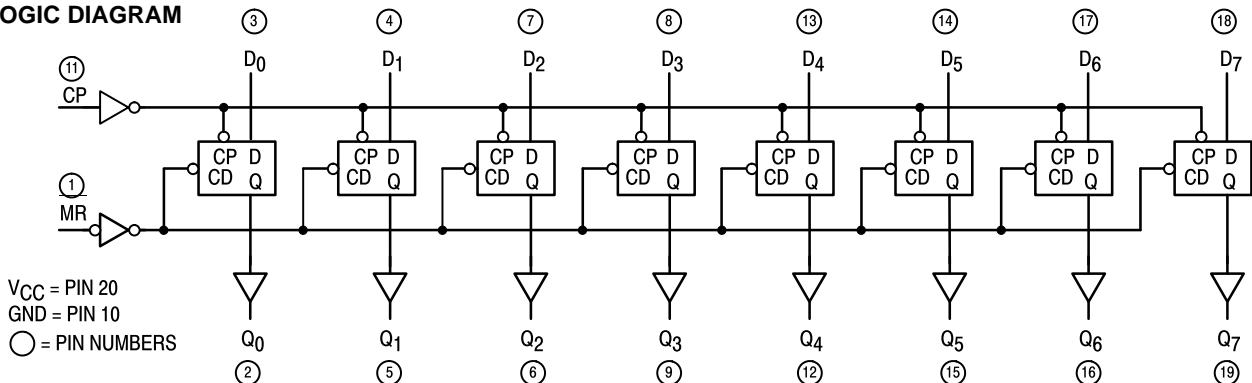 OGIC DIAGRAM
3 4 7 8 13 14 17 18
D0 D1 D2 D3 D4 D5 D6 D7
11
CP
CP D CP D CP D CP D CP D CP D CP D CP D
CD Q CD Q CD Q CD Q CD Q CD Q CD Q CD Q
1
MR
VCC = PIN 20
GND = PIN 10
= PIN NUMBERS
Q0 Q1 Q2 Q3 Q4 Q5 Q6 Q7
2 5 6 9 12 15 16 19